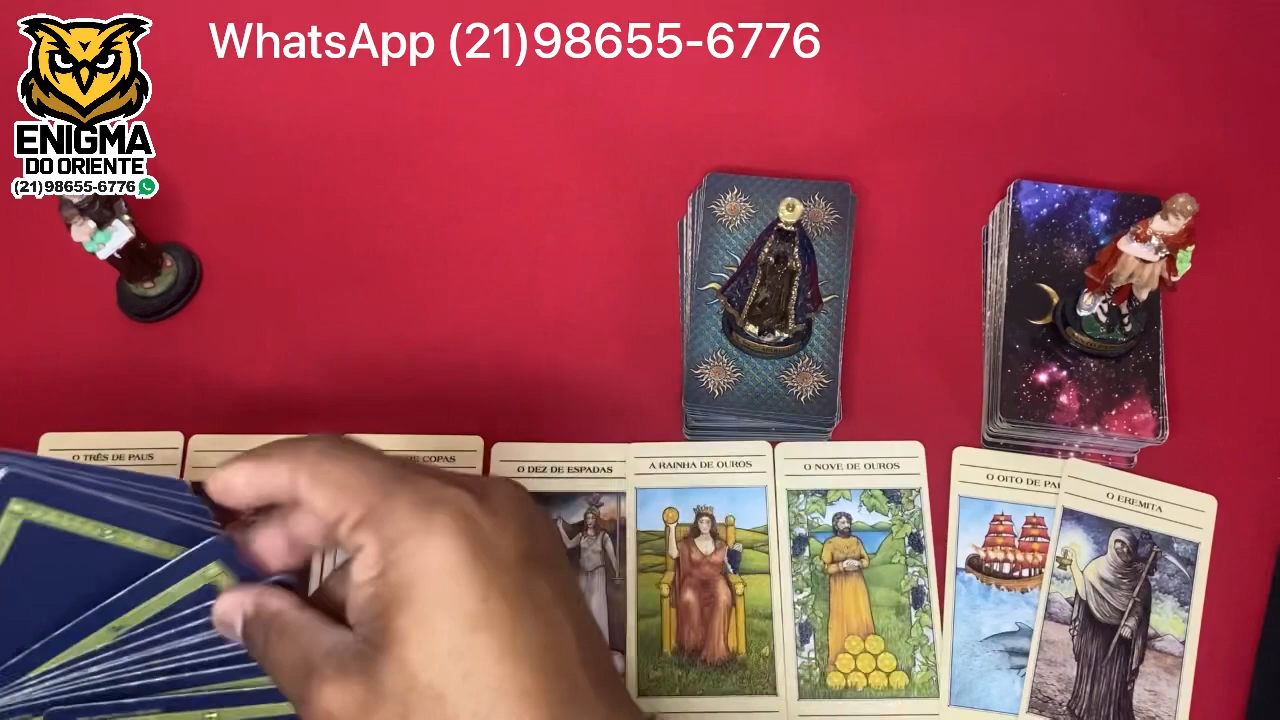 WhatsApp (21)98655-6776
ENIGMA
DO ORIENTE
(21)98655-6776
O TRÊS DE PAUS
COPAS
O DEZ DE ESPADAS
A RAINHA DE OUROS
O NOVE DE OUROS
O OITO DE
O EREMITA